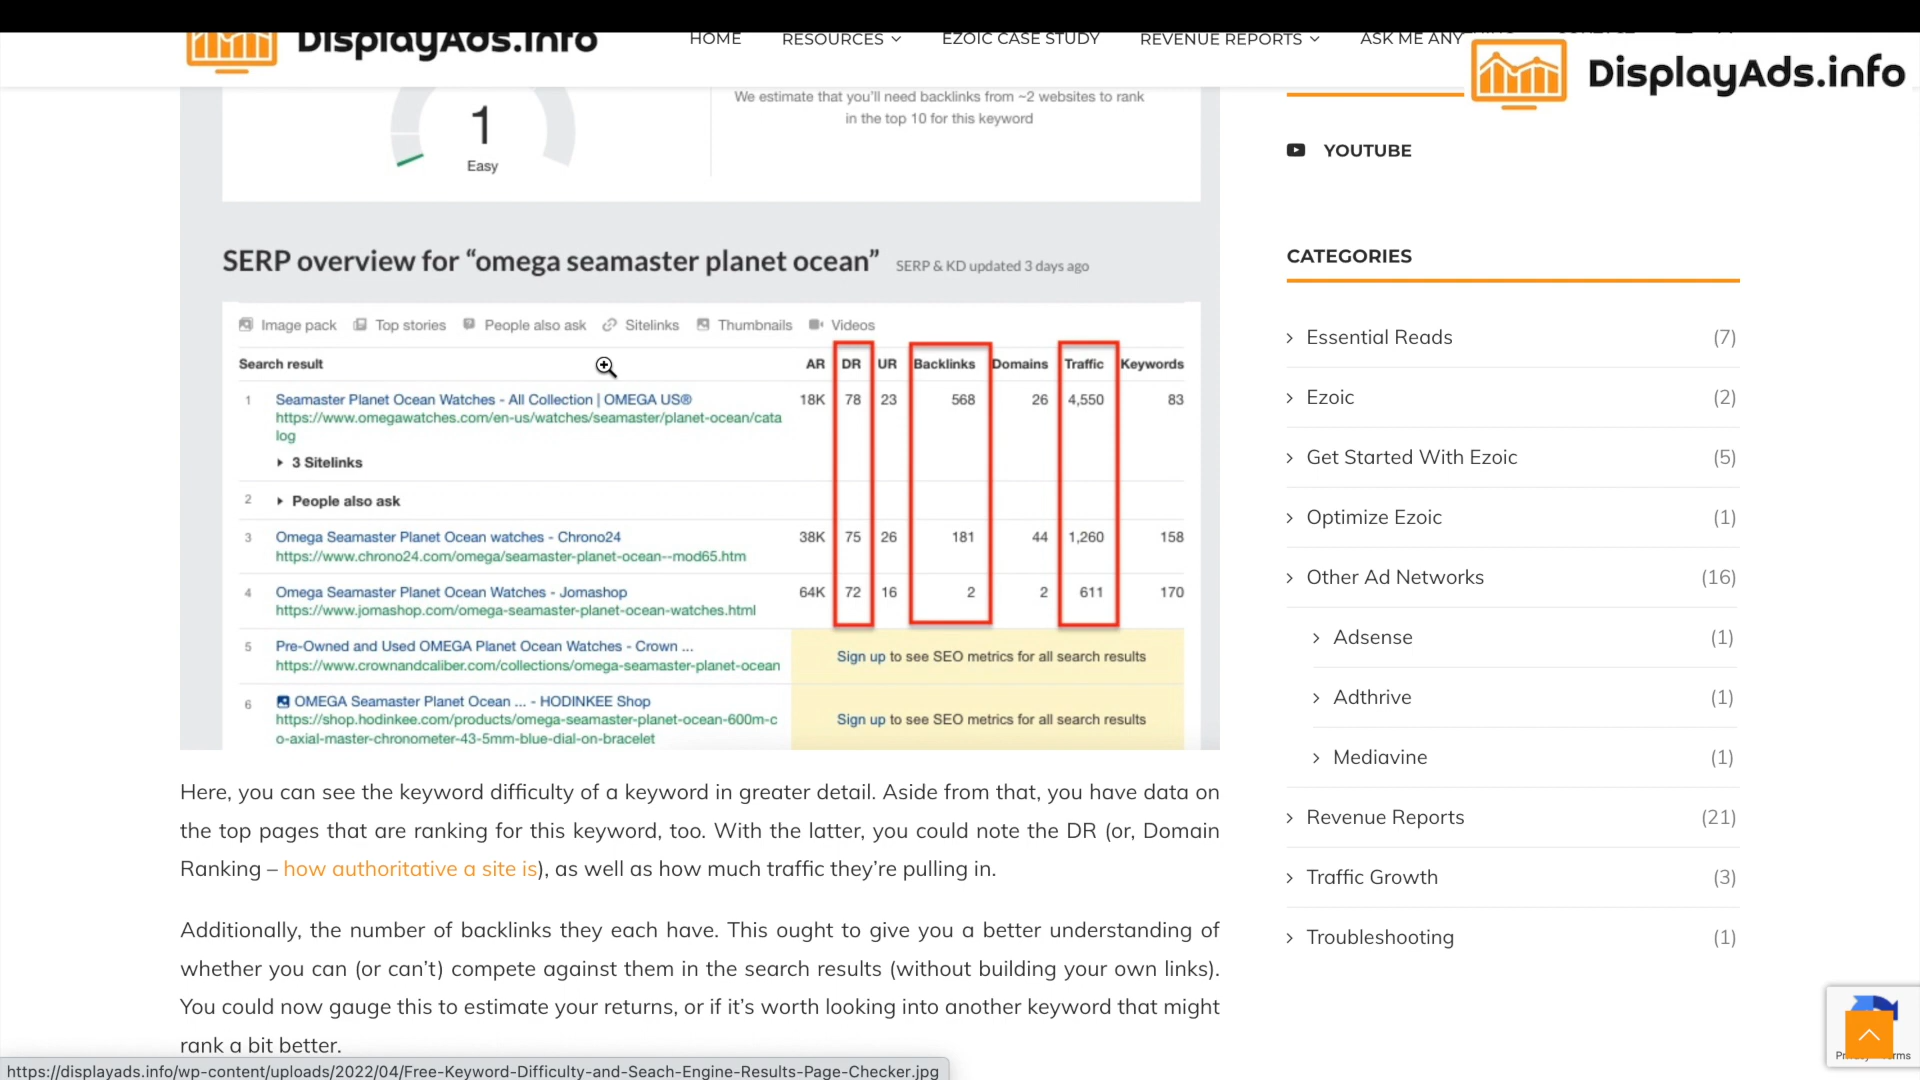 DisplayAds.info
HOME
RESOURCES
EZOIC CASE STUDY
REVENUE REPORTS
ASK ME ANY
DisplayAds.info
1
Easy
We estimate that you'll need backlinks from ~2 websites to rank
in the top 10 for this keyword
SERP overview for “omega seamaster planet ocean” SERP & KD updated 3 days ago
Image pack Top stories People also ask Sitelinks Thumbnails Videos
Search result AR DR UR Backlinks Domains Traffic Keywords
1 Seamaster Planet Ocean Watches - All Collection | OMEGA US® 18K 78 23 568 26 4,550 83
https://www.omegawatches.com/en-us/watches/seamaster/planet-ocean/cata
log
3 Sitelinks
2 People also ask
3 Omega Seamaster Planet Ocean watches - Chrono24 38K 75 26 181 44 1,260 158
https://www.chrono24.com/omega/seamaster-planet-ocean--mod65.htm
4 Omega Seamaster Planet Ocean Watches - Jomashop 64K 72 16 2 2 611 170
https://www.jomashop.com/omega-seamaster-planet-ocean-watches.html
5 Pre-Owned and Used OMEGA Planet Ocean Watches - Crown ...
https://www.crownandcaliber.com/collections/omega-seamaster-planet-ocean
Sign up to see SEO metrics for all search results
6 OMEGA Seamaster Planet Ocean ... - HODINKEE Shop
https://shop.hodinkee.com/products/omega-seamaster-planet-ocean-600m-c
o-axial-master-chronometer-43-5mm-blue-dial-on-bracelet
Sign up to see SEO metrics for all search results
Here, you can see the keyword difficulty of a keyword in greater detail. Aside from that, you have data on
the top pages that are ranking for this keyword, too. With the latter, you could note the DR (or, Domain
Ranking – how authoritative a site is), as well as how much traffic they’re pulling in.
Additionally, the number of backlinks they each have. This ought to give you a better understanding of
whether you can (or can’t) compete against them in the search results (without building your own links).
You could now gauge this to estimate your returns, or if it’s worth looking into another keyword that might
rank a bit better.
YOUTUBE
CATEGORIES
Essential Reads (7)
Ezoic (2)
Get Started With Ezoic (5)
Optimize Ezoic (1)
Other Ad Networks (16)
Adsense (1)
Adthrive (1)
Mediavine (1)
Revenue Reports (21)
Traffic Growth (3)
Troubleshooting (1)
https://displayads.info/wp-content/uploads/2022/04/Free-Keyword-Difficulty-and-Seach-Engine-Results-Page-Checker.jpg